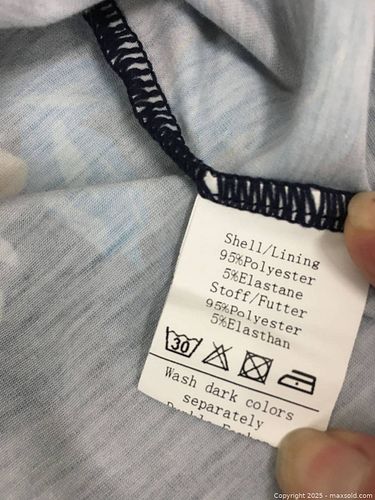 Shell/Lining
95%Polyester
5%Elastane
Stoff/Futter
95%Polyester
5%Elasthan
30
Wash dark colors
separately
Copyright 2025 - maxsold.com